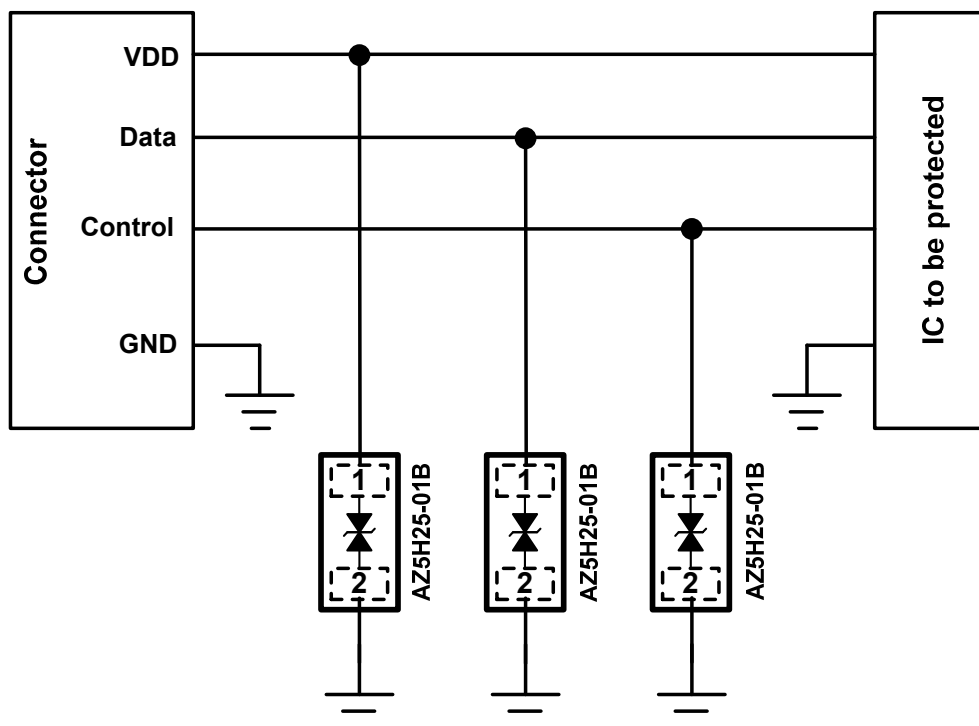 Connector
VDD
Data
Control
GND
IC to be protected
1
2
AZ5H25-01B
1
2
AZ5H25-01B
1
2
AZ5H25-01B